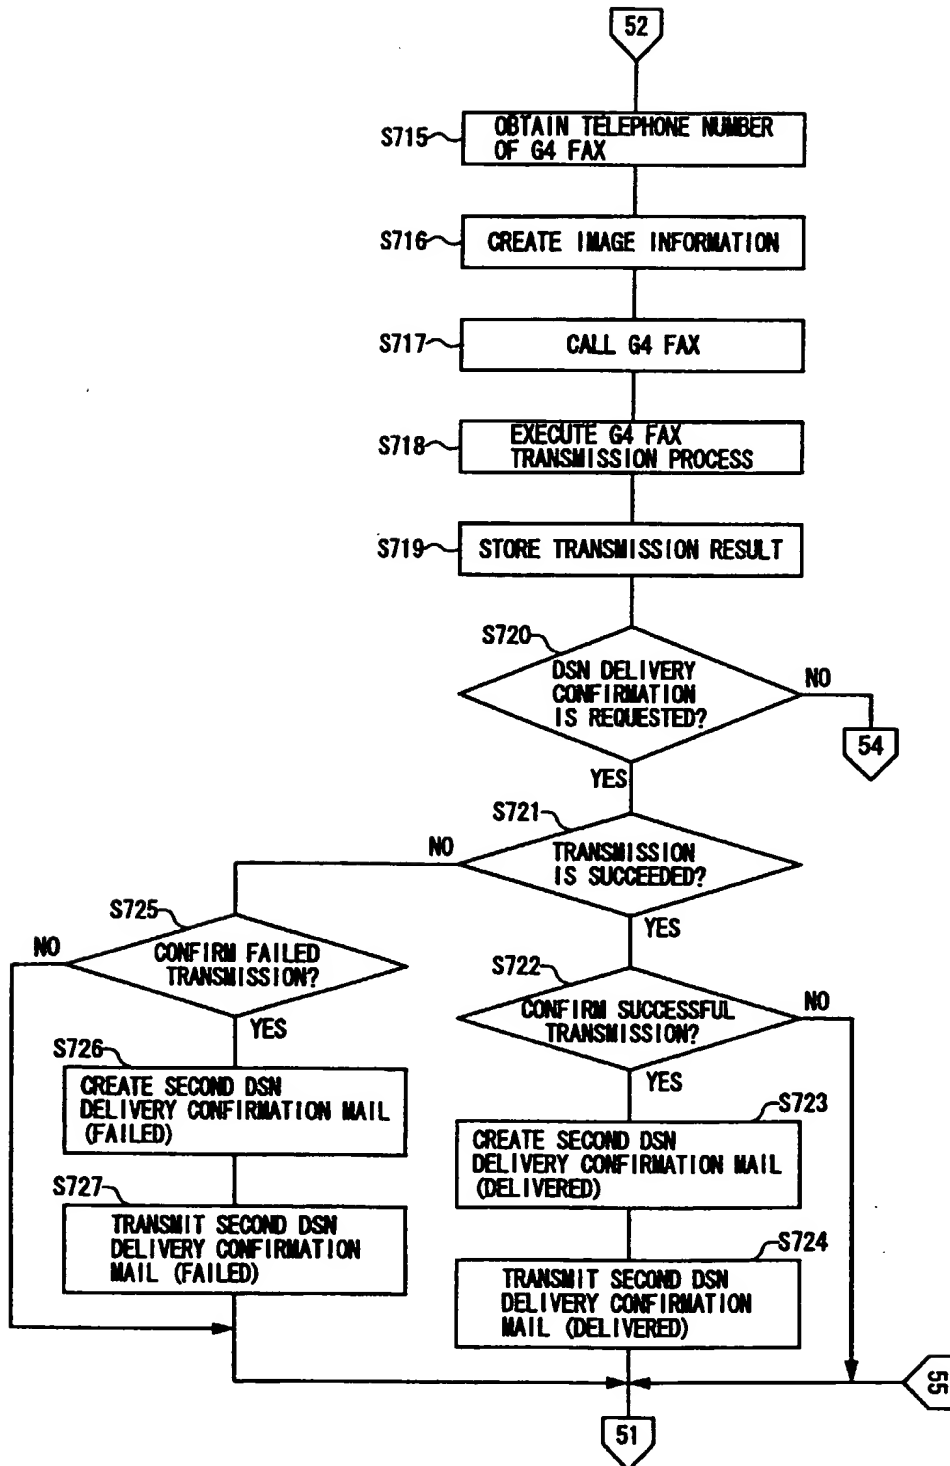 52
S715
OBTAIN TELEPHONE NUMBER
OF G4 FAX
S716
CREATE IMAGE INFORMATION
S717
CALL G4 FAX
S718
EXECUTE G4 FAX
TRANSMISSION PROCESS
S719
STORE TRANSMISSION RESULT
S720
DSN DELIVERY
CONFIRMATION
IS REQUESTED?
NO
54
YES
S721
TRANSMISSION
IS SUCCEEDED?
NO
YES
S725
CONFIRM FAILED
TRANSMISSION?
NO
YES
S722
CONFIRM SUCCESSFUL
TRANSMISSION?
NO
YES
S726
CREATE SECOND DSN
DELIVERY CONFIRMATION MAIL
(FAILED)
S723
CREATE SECOND DSN
DELIVERY CONFIRMATION MAIL
(DELIVERED)
S727
TRANSMIT SECOND DSN
DELIVERY CONFIRMATION
MAIL (FAILED)
S724
TRANSMIT SECOND DSN
DELIVERY CONFIRMATION
MAIL (DELIVERED)
55
51